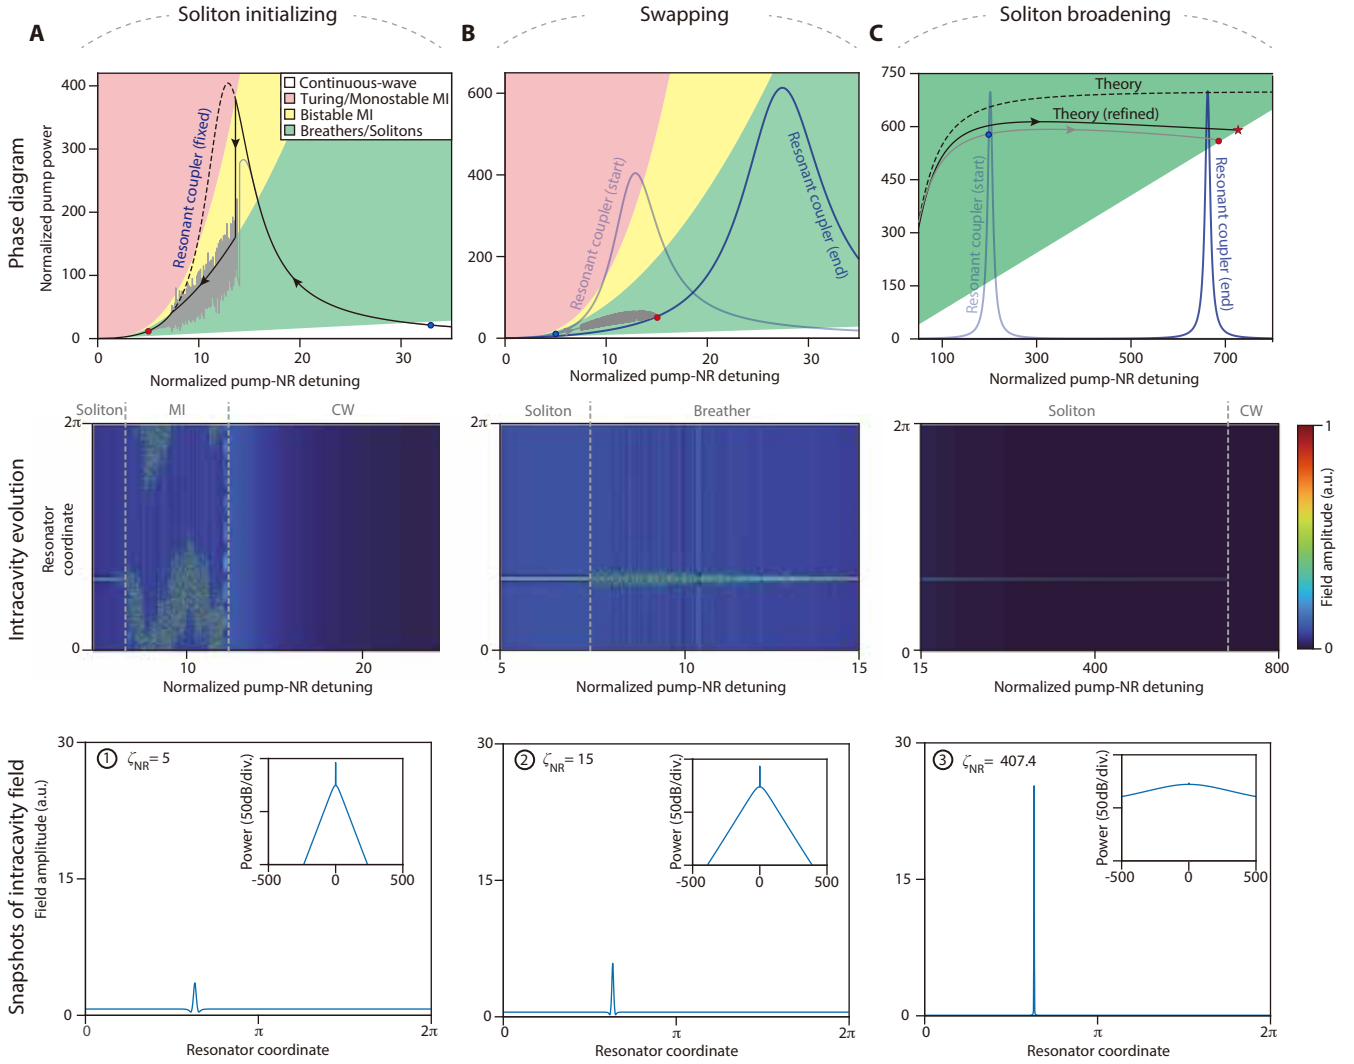 Soliton initializing
Swapping
Soliton broadening
A
B
C
Phase diagram
Normalized pump power
400
300
200
100
0
0
10
20
30
Normalized pump-NR detuning
Resonant coupler (fixed)
Continuous-wave
Turing/Monostable MI
Bistable MI
Breathers/Solitons
600
400
200
0
0
10
20
30
Normalized pump-NR detuning
Resonant coupler (start)
Resonant coupler (end)
750
600
450
300
150
0
100
300
500
700
Normalized pump-NR detuning
Theory
Theory (refined)
Resonant coupler (start)
Resonant coupler (end)
Intracavity evolution
Resonator
coordinate
Soliton
MI
CW
2π
0
10
20
Normalized pump-NR detuning
Soliton
Breather
2π
0
5
10
15
Normalized pump-NR detuning
Soliton
CW
2π
0
15
400
800
Normalized pump-NR detuning
1
0
Field amplitude (a.u.)
Snapshots of intracavity field
Field amplitude (a.u.)
30
15
0
0
π
2π
Resonator coordinate
1 ζNR= 5
Power (50dB/div.)
-500
0
500
30
15
0
0
π
2π
Resonator coordinate
2 ζNR= 15
Power (50dB/div.)
-500
0
500
30
15
0
0
π
2π
Resonator coordinate
3 ζNR= 407.4
Power (50dB/div.)
-500
0
500